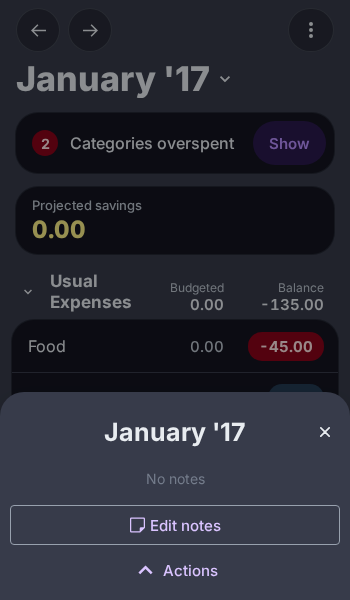 January '17
2 Categories overspent Show
Projected savings
0.00
Usual Expenses
Budgeted
0.00
Balance
-135.00
Food 0.00 -45.00
January '17
No notes
Edit notes
Actions